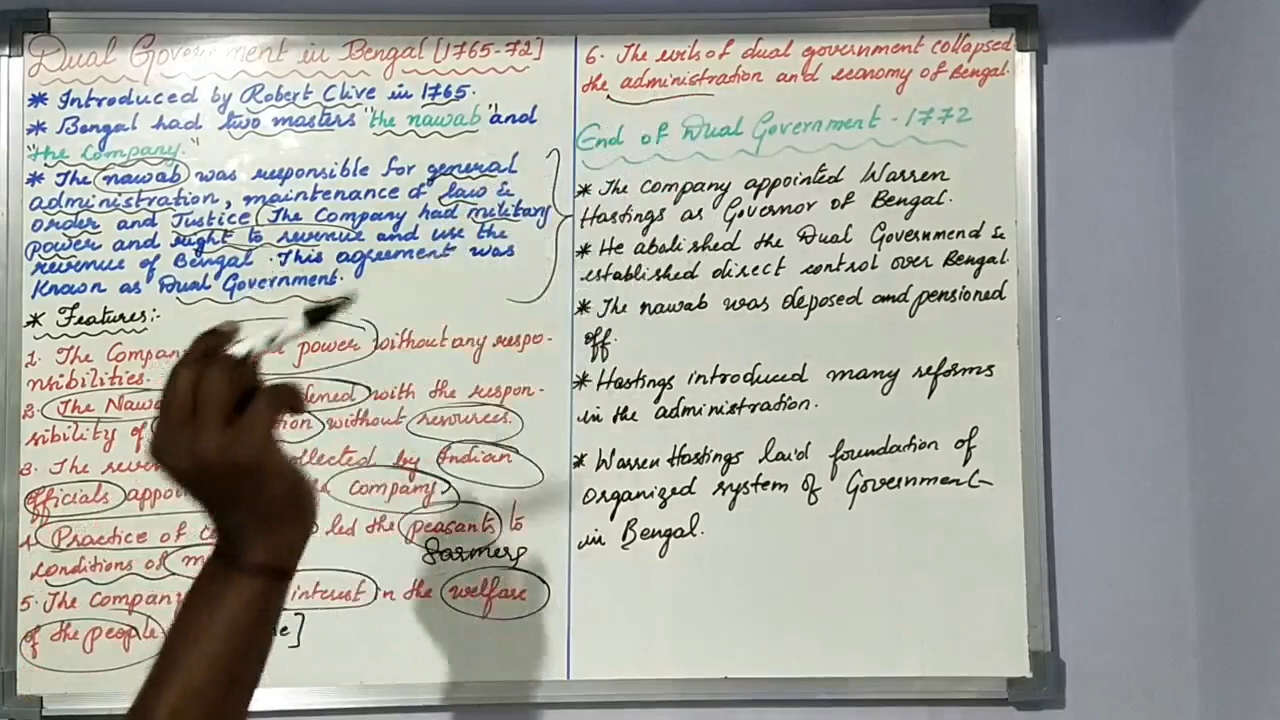 Dual Government in Bengal [1765-72]
* Introduced by Robert Clive in 1765.
* Bengal had two masters "the nawab" and
"the Company."
* The nawab was responsible for general
administration, maintenance of law &
order and Justice. The Company had military
power and right to revenue and use the
revenue of Bengal. This agreement was
Known as Dual Government.
* Features:-
1. The Company power without any respo-
nsibilities.
2. The Nawa dened with the respon-
sibility of tion without resources.
3. The reve ollected by Indian
officials appoi company.
4. Practice of led the peasants to
farmers
conditions of m
5. The Compan interest in the welfare
of the people e]
6. The evils of dual government collapsed
the administration and economy of Bengal.
End of Dual Government - 1772
* The Company appointed Warren
Hastings as Governor of Bengal.
* He abolished the Dual Government &
established direct control over Bengal.
* The nawab was deposed and pensioned
off.
* Hastings introduced many reforms
in the administration.
* Warren Hastings laid foundation of
organized system of Government
in Bengal.